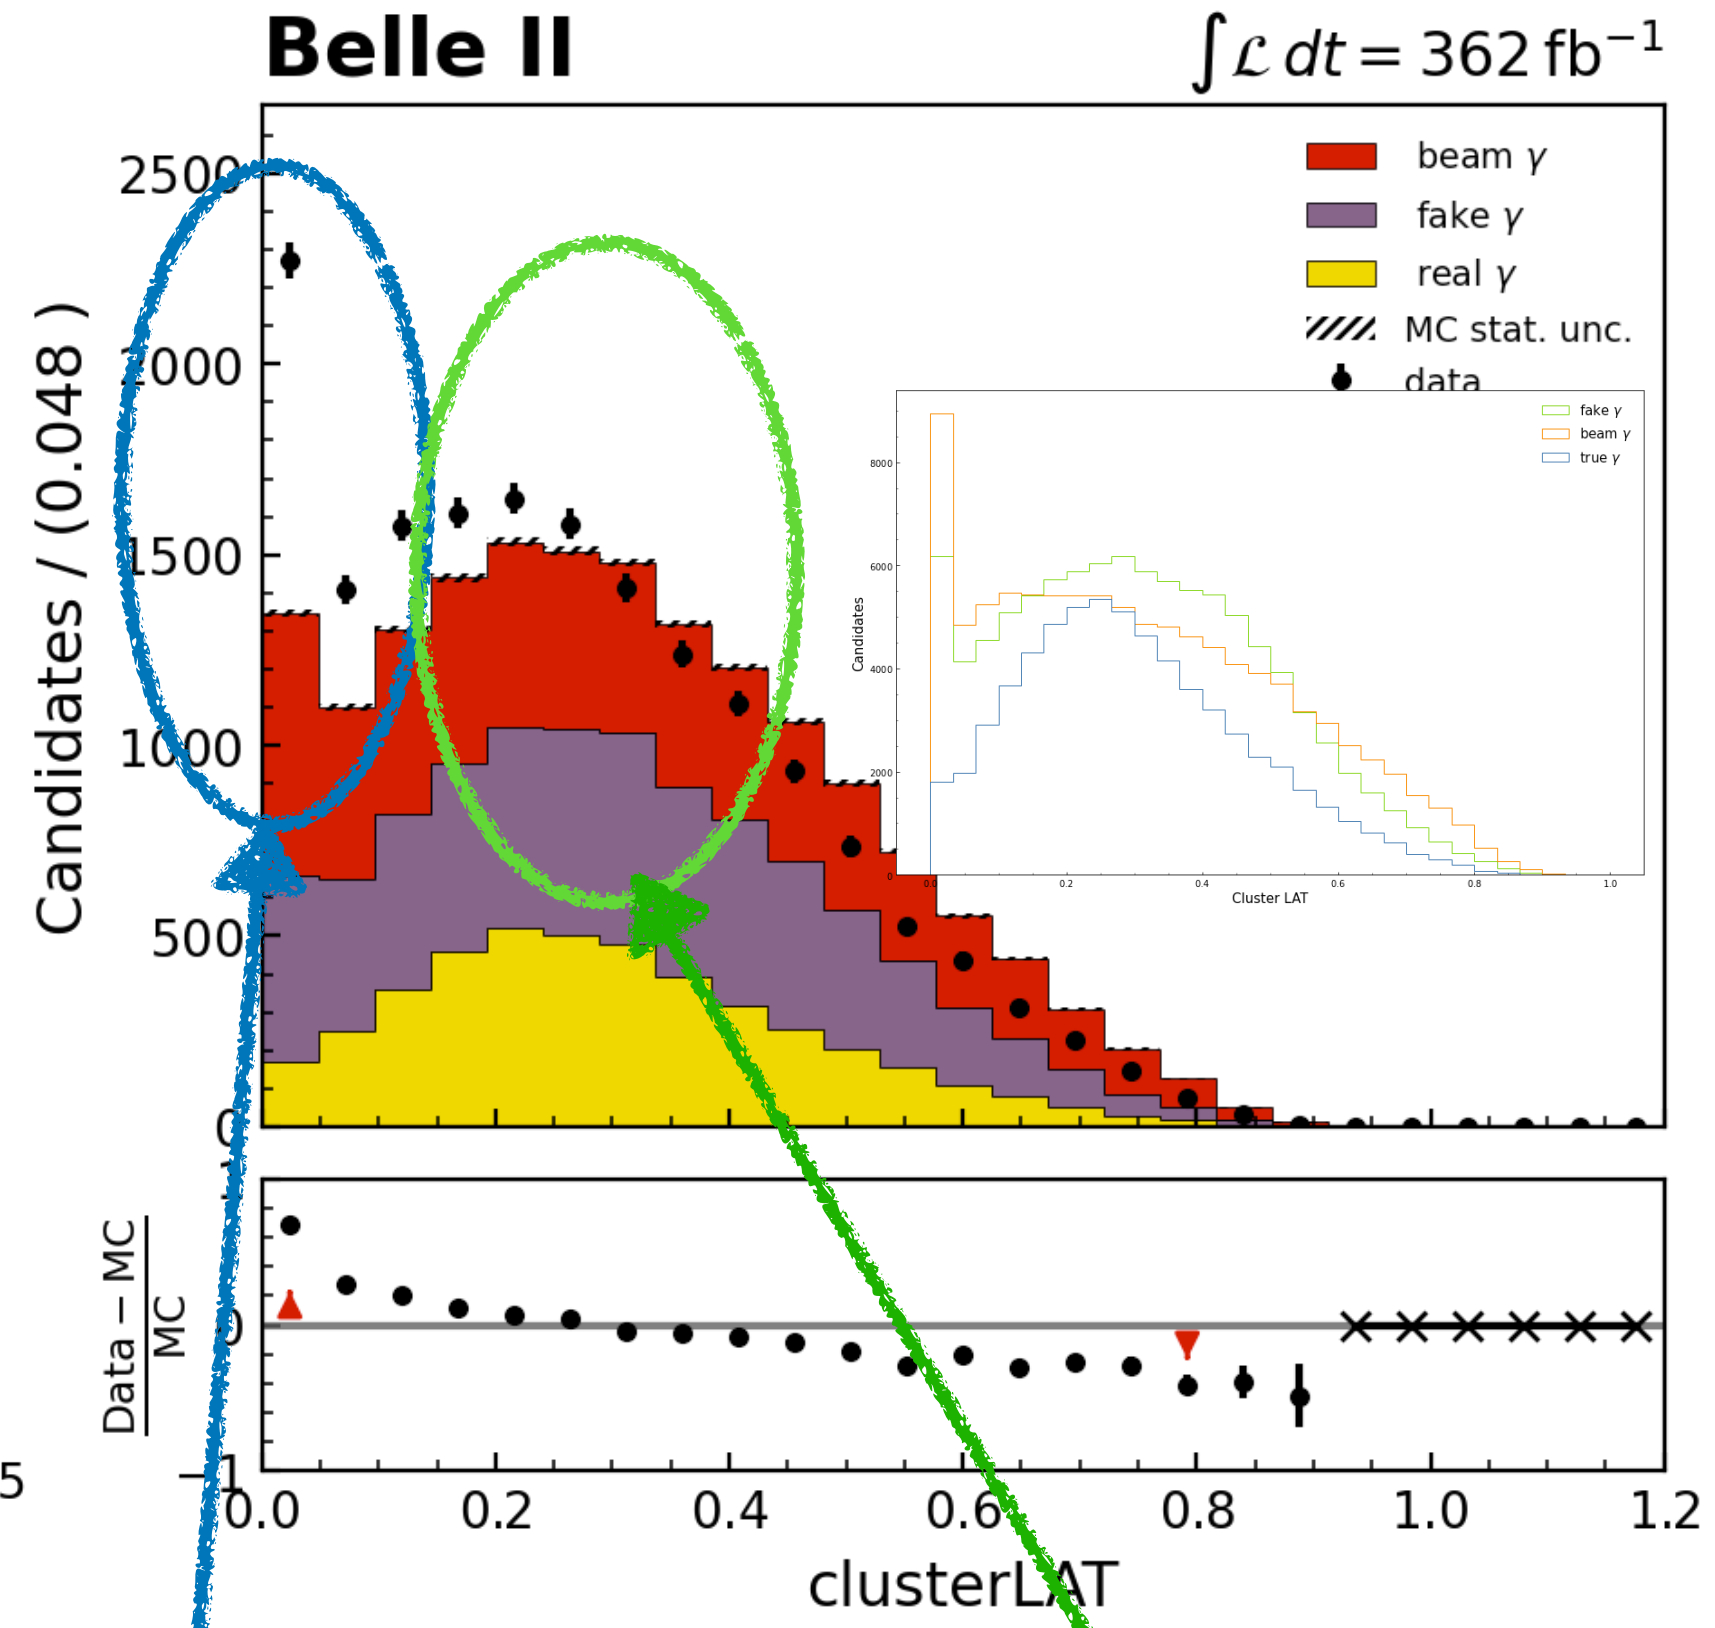 Belle II
∫ℒ dt = 362 fb⁻¹
Candidates / (0.048 )
2500
2000
1500
1000
500
0
beam γ
fake γ
real γ
MC stat. unc.
data
fake γ
beam γ
true γ
Candidates
8000
6000
4000
2000
0
0.0 0.2 0.4 0.6 0.8 1.0
Cluster LAT
Data − MC
MC
0
−1
5
0.0 0.2 0.4 0.6 0.8 1.0 1.2
clusterLAT